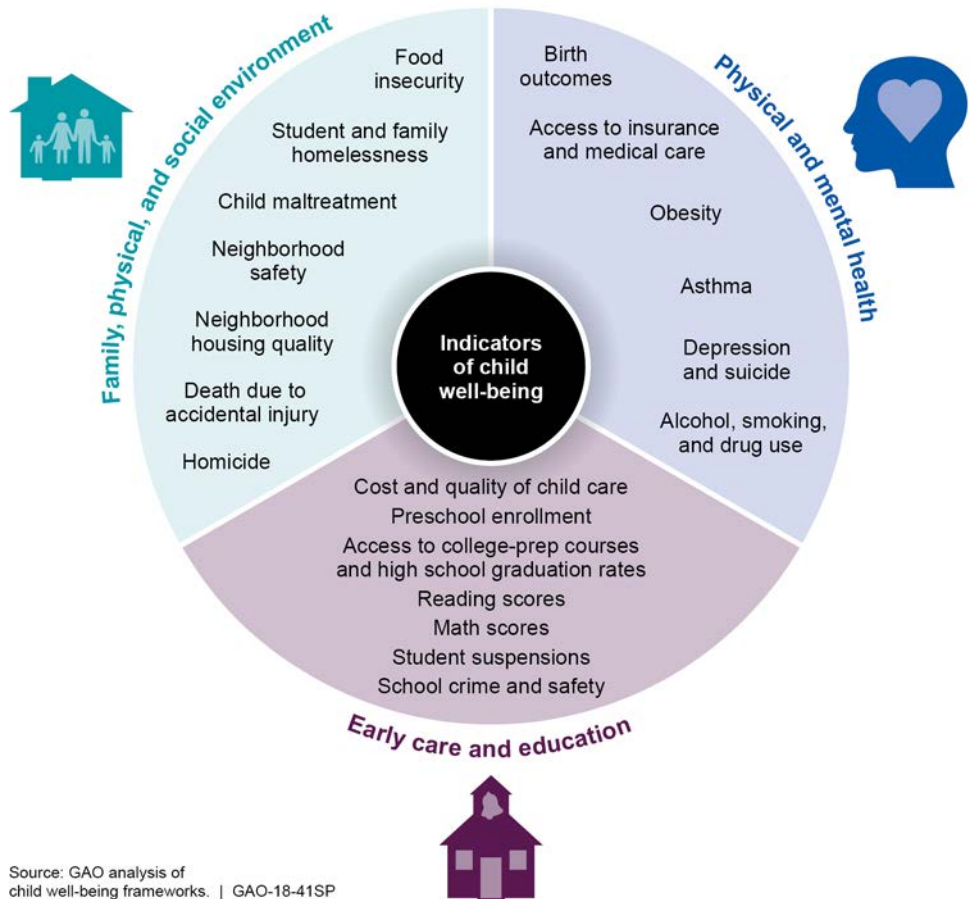 Family, physical, and social environment
Food
insecurity
Student and family
homelessness
Child maltreatment
Neighborhood
safety
Neighborhood
housing quality
Death due to
accidental injury
Homicide
Physical and mental health
Birth
outcomes
Access to insurance
and medical care
Obesity
Asthma
Depression
and suicide
Alcohol, smoking,
and drug use
Indicators
of child
well-being
Cost and quality of child care
Preschool enrollment
Access to college-prep courses
and high school graduation rates
Reading scores
Math scores
Student suspensions
School crime and safety
Early care and education
Source: GAO analysis of
child well-being frameworks. | GAO-18-41SP